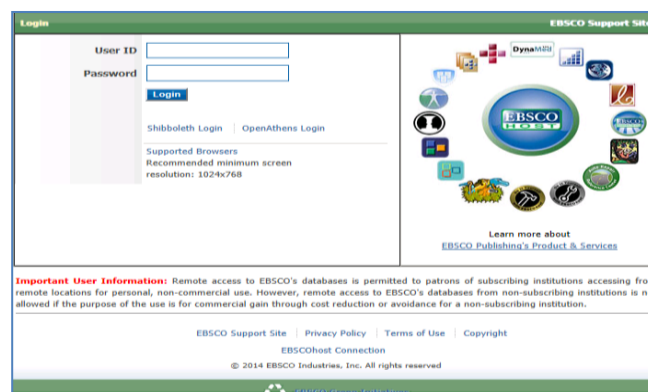 Login
EBSCO Support Site
User ID
Password
Login
Shibboleth Login
OpenAthens Login
Supported Browsers
Recommended minimum screen
resolution: 1024x768
DynaMed
EBSCO
HOST
Learn more about
EBSCO Publishing's Product & Services
Important User Information: Remote access to EBSCO's databases is permitted to patrons of subscribing institutions accessing fro
remote locations for personal, non-commercial use. However, remote access to EBSCO's databases from non-subscribing institutions is n
allowed if the purpose of the use is for commercial gain through cost reduction or avoidance for a non-subscribing institution.
EBSCO Support Site
Privacy Policy
Terms of Use
Copyright
EBSCOhost Connection
© 2014 EBSCO Industries, Inc. All rights reserved